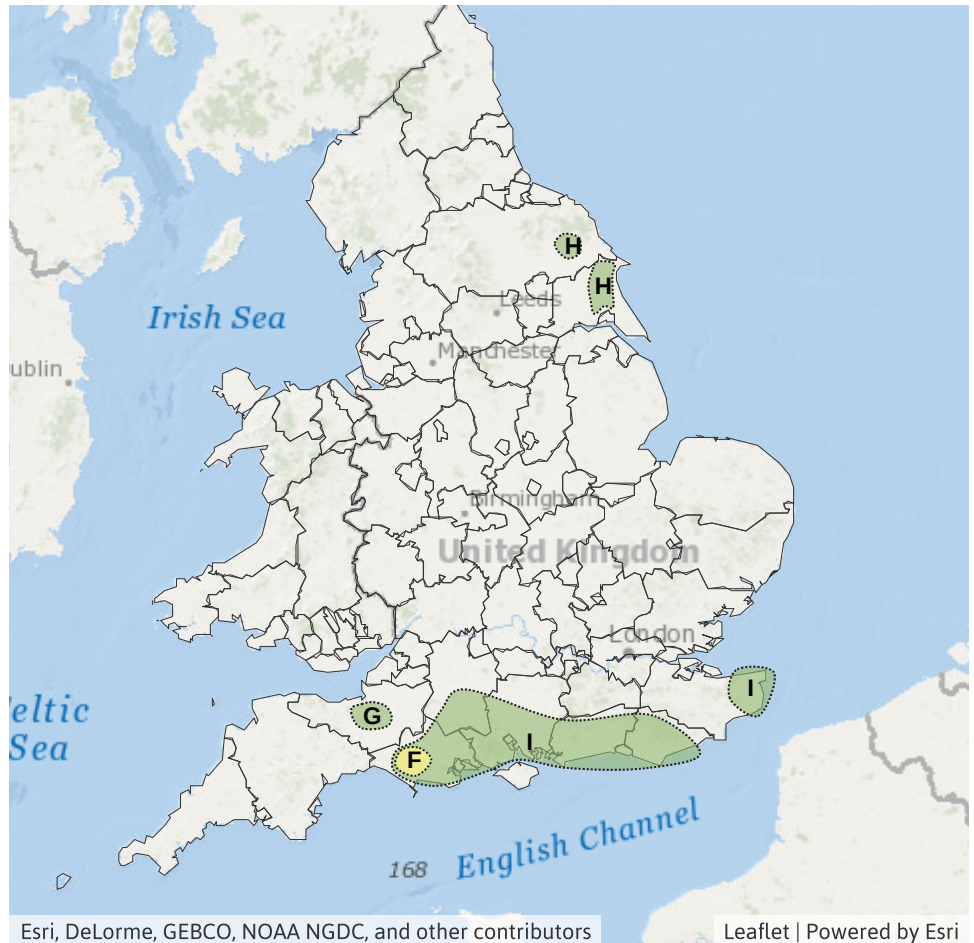 H
H
Leeds
Irish Sea
Manchester
ublin
Birmingham
United Kingdom
London
eltic
Sea
I
G
I
F
English Channel
168
Esri, DeLorme, GEBCO, NOAA NGDC, and other contributors
Leaflet | Powered by Esri